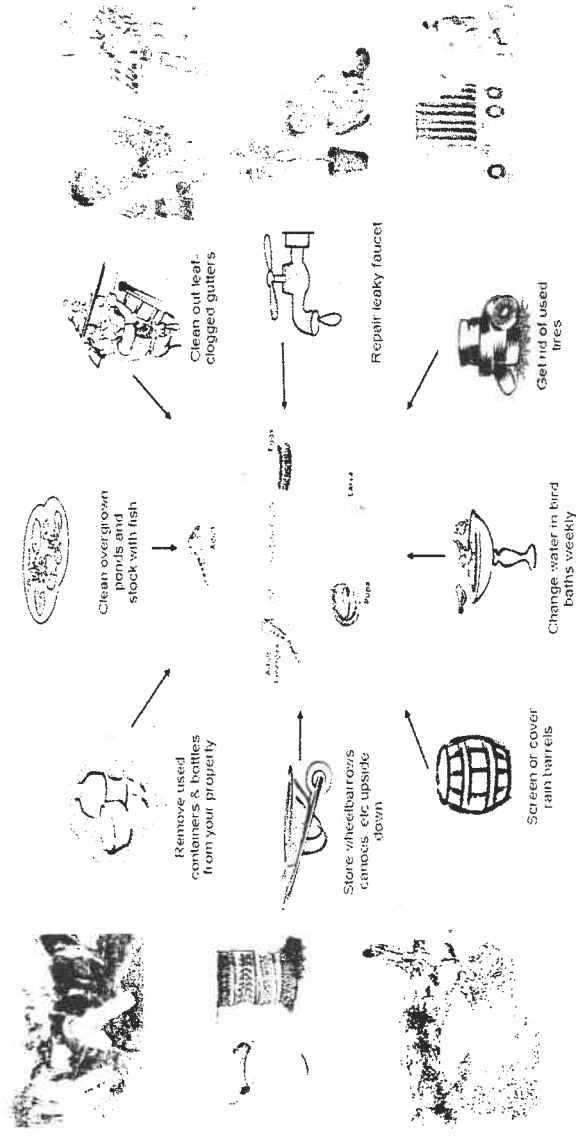 Remove used
containers & bottles
from your property
Clean overgrown
ponds and
stock with fish
Clean out leaf-
clogged gutters
Adult
Adult
Emerges
Eggs
Larva
Pupa
Store wheelbarrows
canoes, etc upside
down
Repair leaky faucet
Screen or cover
rain barrels
Change water in bird
baths weekly
Get rid of used
tires